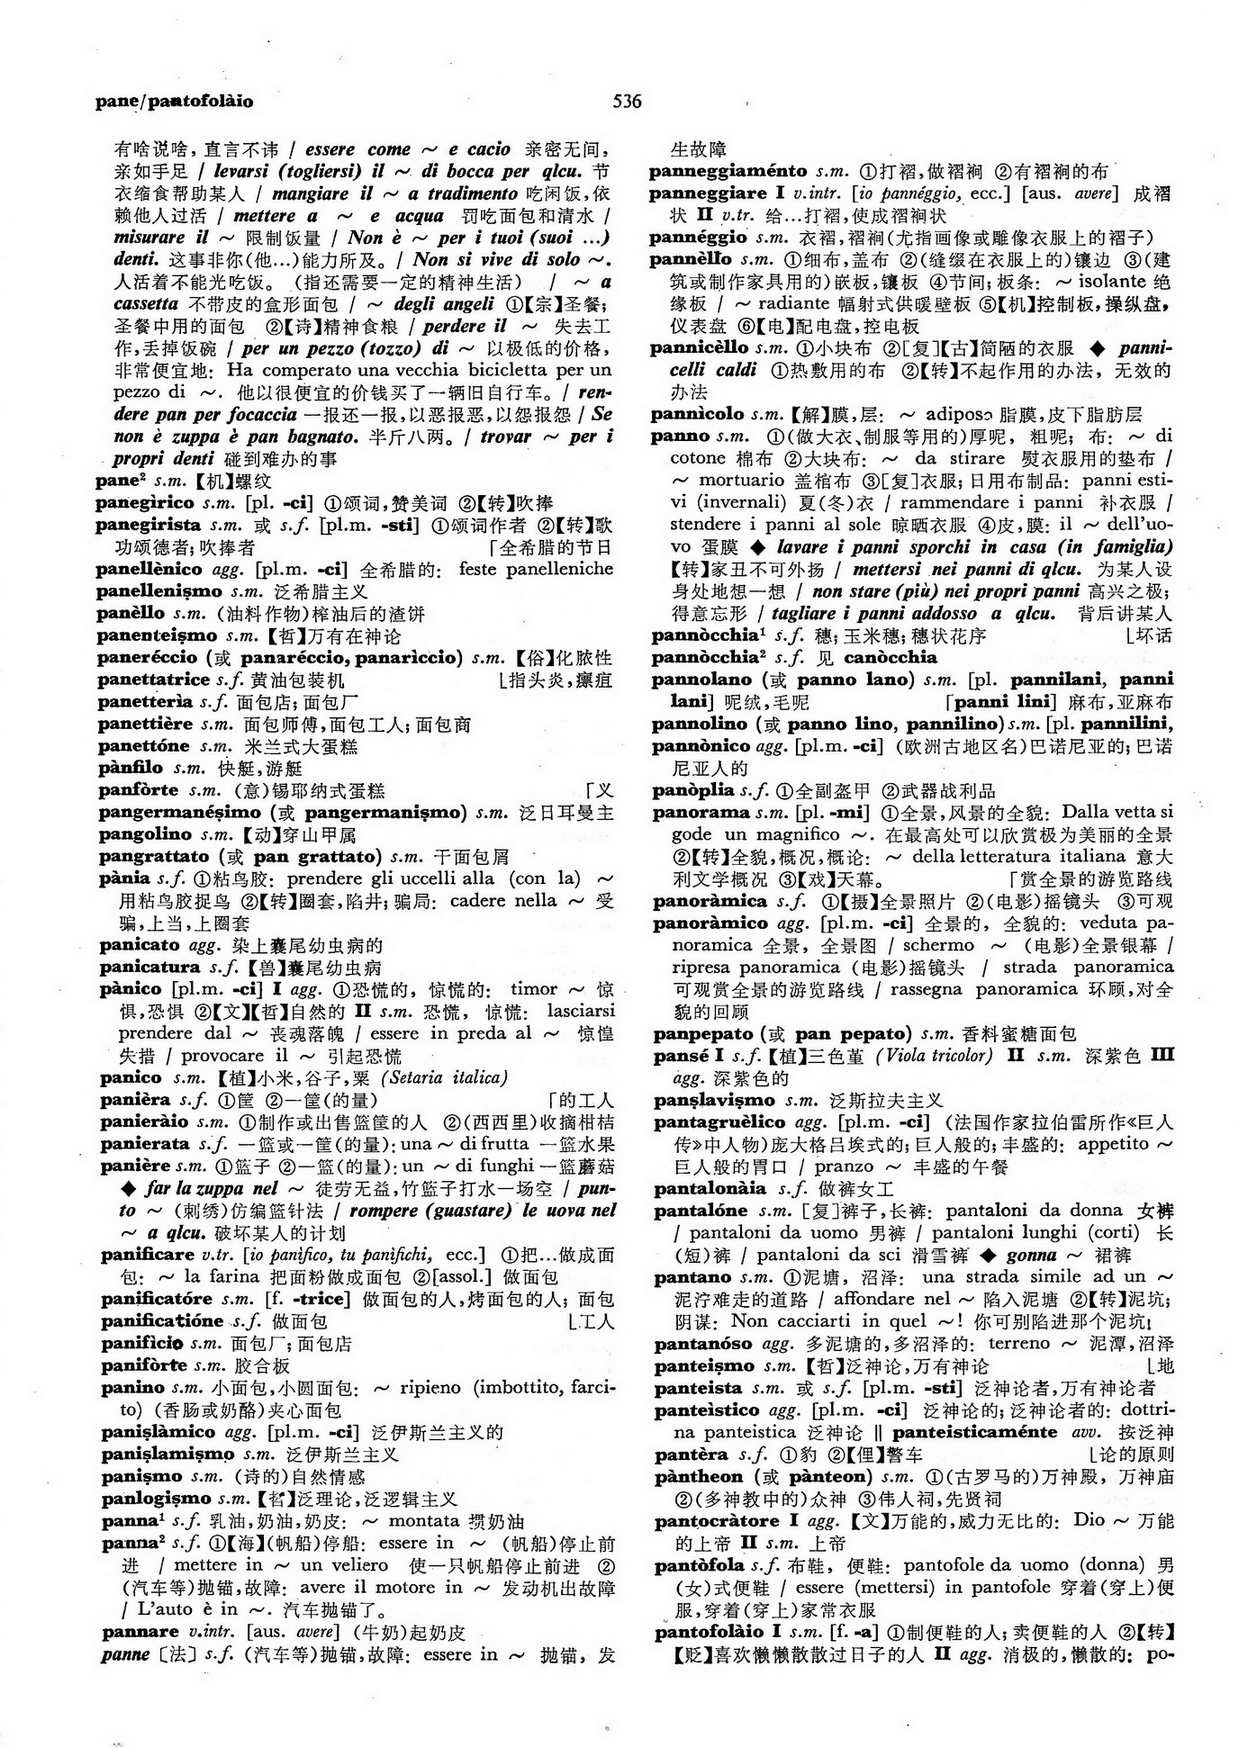 pane/pantofolàio
536
有啥说啥, 直言不讳 / essere come ～ e cacio 亲密无间,
亲如手足 / levarsi (togliersi) il ～ di bocca per qlcu. 节
衣缩食帮助某人 / mangiare il ～ a tradimento 吃闲饭,依
赖他人过活 / mettere a ～ e acqua 罚吃面包和清水 /
misurare il ～ 限制饭量 / Non è ～ per i tuoi (suoi …)
denti. 这事非你(他…)能力所及。/ Non si vive di solo ～.
人活着不能光吃饭。(指还需要一定的精神生活) / ～ a
cassetta 不带皮的盒形面包 / ～ degli angeli ①【宗】圣餐;
圣餐中用的面包 ②【诗】精神食粮 / perdere il ～ 失去工
作,丢掉饭碗 / per un pezzo (tozzo) di ～ 以极低的价格,
非常便宜地: Ha comperato una vecchia bicicletta per un
pezzo di ～. 他以很便宜的价钱买了一辆旧自行车。/ ren-
dere pan per focaccia 一报还一报,以恶报恶,以怨报怨 / Se
non è zuppa è pan bagnato. 半斤八两。/ trovar ～ per i
propri denti 碰到难办的事
pane² s.m. 【机】螺纹
panegìrico s.m. [pl. -ci] ①颂词,赞美词 ②【转】吹捧
panegirista s.m. 或 s.f. [pl.m. -sti] ①颂词作者 ②【转】歌
功颂德者;吹捧者 「全希腊的节日
panellènico agg. [pl.m. -ci] 全希腊的: feste panelleniche
panellenişmo s.m. 泛希腊主义
panèllo s.m. (油料作物)榨油后的渣饼
panenteişmo s.m. 【哲】万有在神论
paneréccio (或 panaréccio, panarìccio) s.m. 【俗】化脓性
panettatrice s.f. 黄油包装机 ⌊指头炎,瘭疽
panetterìa s.f. 面包店;面包厂
panettière s.m. 面包师傅,面包工人;面包商
panettóne s.m. 米兰式大蛋糕
pànfilo s.m. 快艇,游艇
panfòrte s.m. (意)锡耶纳式蛋糕 「义
pangermanéşimo (或 pangermanişmo) s.m. 泛日耳曼主
pangolino s.m. 【动】穿山甲属
pangrattato (或 pan grattato) s.m. 干面包屑
pània s.f. ①粘鸟胶: prendere gli uccelli alla (con la) ～
用粘鸟胶捉鸟 ②【转】圈套,陷井;骗局: cadere nella ～ 受
骗,上当,上圈套
panicato agg. 染上囊尾幼虫病的
panicatura s.f. 【兽】囊尾幼虫病
pànico [pl.m. -ci] I agg. ①恐慌的, 惊慌的: timor ～ 惊
惧,恐惧 ②【文】【哲】自然的 II s.m. 恐慌, 惊慌: lasciarsi
prendere dal ～ 丧魂落魄 / essere in preda al ～ 惊惶
失措 / provocare il ～ 引起恐慌
panico s.m. 【植】小米,谷子,粟 (Setaria italica)
panièra s.f. ①筐 ②一筐(的量) 「的工人
panieràio s.m. ①制作或出售篮筐的人 ②(西西里)收摘柑桔
panierata s.f. 一篮或一筐(的量): una ～ di frutta 一篮水果
panière s.m. ①篮子 ②一篮(的量): un ～ di funghi 一篮蘑菇
◆ far la zuppa nel ～ 徒劳无益,竹篮子打水一场空 / pun-
to ～ (刺绣)仿编篮针法 / rompere (guastare) le uova nel
～ a qlcu. 破坏某人的计划
panificare v.tr. [io panìfico, tu panìfichi, ecc.] ①把…做成面
包: ～ la farina 把面粉做成面包 ②[assol.] 做面包
panificatóre s.m. [f. -trice] 做面包的人,烤面包的人; 面包
panificatióne s.f. 做面包 ⌊工人
panifìcio s.m. 面包厂;面包店
panifòrte s.m. 胶合板
panino s.m. 小面包,小圆面包: ～ ripieno (imbottito, farci-
to) (香肠或奶酪)夹心面包
panişlàmico agg. [pl.m. -ci] 泛伊斯兰主义的
panişlamişmo s.m. 泛伊斯兰主义
panişmo s.m. (诗的)自然情感
panlogişmo s.m. 【哲】泛理论,泛逻辑主义
panna¹ s.f. 乳油,奶油,奶皮: ～ montata 掼奶油
panna² s.f. ①【海】(帆船)停船: essere in ～ (帆船)停止前
进 / mettere in ～ un veliero 使一只帆船停止前进 ②
(汽车等)抛锚,故障: avere il motore in ～ 发动机出故障
/ L'auto è in ～. 汽车抛锚了。
pannare v.intr. [aus. avere] (牛奶)起奶皮
panne〔法〕s.f. (汽车等)抛锚,故障: essere in ～ 抛锚, 发
生故障
panneggiaménto s.m. ①打褶,做褶裥 ②有褶裥的布
panneggiare I v.intr. [io pannéggio, ecc.] [aus. avere] 成褶
状 II v.tr. 给…打褶,使成褶裥状
pannéggio s.m. 衣褶,褶裥(尤指画像或雕像衣服上的褶子)
pannèllo s.m. ①细布,盖布 ②(缝缀在衣服上的)镶边 ③(建
筑或制作家具用的)嵌板,镶板 ④节间;板条: ～ isolante 绝
缘板 / ～ radiante 幅射式供暖壁板 ⑤【机】控制板,操纵盘,
仪表盘 ⑥【电】配电盘,控电板
pannicèllo s.m. ①小块布 ②[复]【古】简陋的衣服 ◆ panni-
celli caldi ①热敷用的布 ②【转】不起作用的办法, 无效的
办法
pannìcolo s.m. 【解】膜,层: ～ adiposo 脂膜,皮下脂肪层
panno s.m. ①(做大衣、制服等用的)厚呢, 粗呢; 布: ～ di
cotone 棉布 ②大块布: ～ da stirare 熨衣服用的垫布 /
～ mortuario 盖棺布 ③[复]衣服;日用布制品: panni esti-
vi (invernali) 夏(冬)衣 / rammendare i panni 补衣服 /
stendere i panni al sole 晾晒衣服 ④皮,膜: il ～ dell'uo-
vo 蛋膜 ◆ lavare i panni sporchi in casa (in famiglia)
【转】家丑不可外扬 / mettersi nei panni di qlcu. 为某人设
身处地想一想 / non stare (più) nei propri panni 高兴之极;
得意忘形 / tagliare i panni addosso a qlcu. 背后讲某人
pannòcchia¹ s.f. 穗;玉米穗;穗状花序 ⌊坏话
pannòcchia² s.f. 见 canòcchia
pannolano (或 panno lano) s.m. [pl. pannilani, panni
lani] 呢绒,毛呢 「panni lini] 麻布,亚麻布
pannolino (或 panno lino, pannilino) s.m. [pl. pannilini,
pannònico agg. [pl.m. -ci] (欧洲古地区名)巴诺尼亚的;巴诺
尼亚人的
panòplia s.f. ①全副盔甲 ②武器战利品
panorama s.m. [pl. -mi] ①全景,风景的全貌: Dalla vetta si
gode un magnifico ～. 在最高处可以欣赏极为美丽的全景
②【转】全貌,概况,概论: ～ della letteratura italiana 意大
利文学概况 ③【戏】天幕。 「赏全景的游览路线
panoràmica s.f. ①【摄】全景照片 ②(电影)摇镜头 ③可观
panoràmico agg. [pl.m. -ci] 全景的, 全貌的: veduta pa-
noramica 全景, 全景图 / schermo ～ (电影)全景银幕 /
ripresa panoramica (电影)摇镜头 / strada panoramica
可观赏全景的游览路线 / rassegna panoramica 环顾,对全
貌的回顾
panpepato (或 pan pepato) s.m. 香料蜜糖面包
pansé I s.f. 【植】三色堇 (Viola tricolor) II s.m. 深紫色 III
agg. 深紫色的
panşlavişmo s.m. 泛斯拉夫主义
pantagruèlico agg. [pl.m. -ci] (法国作家拉伯雷所作《巨人
传》中人物)庞大格吕埃式的;巨人般的;丰盛的: appetito ～
巨人般的胃口 / pranzo ～ 丰盛的午餐
pantalonàia s.f. 做裤女工
pantalóne s.m. [复]裤子,长裤: pantaloni da donna 女裤
/ pantaloni da uomo 男裤 / pantaloni lunghi (corti) 长
(短)裤 / pantaloni da sci 滑雪裤 ◆ gonna ～ 裙裤
pantano s.m. ①泥塘, 沼泽: una strada simile ad un ～
泥泞难走的道路 / affondare nel ～ 陷入泥塘 ②【转】泥坑;
阴谋: Non cacciarti in quel ～! 你可别陷进那个泥坑!
pantanóso agg. 多泥塘的,多沼泽的: terreno ～ 泥潭,沼泽
panteişmo s.m. 【哲】泛神论,万有神论 ⌊地
panteista s.m. 或 s.f. [pl.m. -sti] 泛神论者,万有神论者
panteìstico agg. [pl.m. -ci] 泛神论的;泛神论者的: dottri-
na panteistica 泛神论 ‖ panteisticaménte avv. 按泛神
pantèra s.f. ①豹 ②【俚】警车 ⌊论的原则
pàntheon (或 pànteon) s.m. ①(古罗马的)万神殿, 万神庙
②(多神教中的)众神 ③伟人祠,先贤祠
pantocràtore I agg. 【文】万能的,威力无比的: Dio ～ 万能
的上帝 II s.m. 上帝
pantòfola s.f. 布鞋, 便鞋: pantofole da uomo (donna) 男
(女)式便鞋 / essere (mettersi) in pantofole 穿着(穿上)便
服,穿着(穿上)家常衣服
pantofolàio I s.m. [f. -a] ①制便鞋的人;卖便鞋的人 ②【转】
【贬】喜欢懒懒散散过日子的人 II agg. 消极的,懒散的: po-